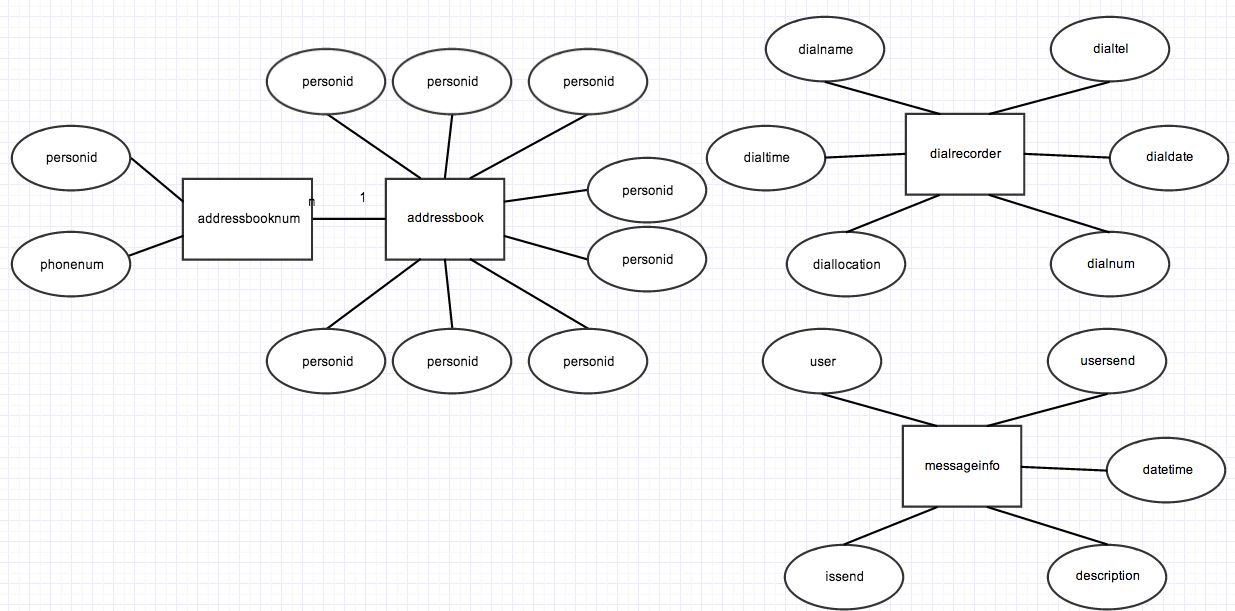 dialname
dialtel
personid
personid
personid
personid
dialtime
dialrecorder
dialdate
personid
n
1
addressbooknum
addressbook
phonenum
personid
diallocation
dialnum
personid
personid
personid
user
usersend
messageinfo
datetime
issend
description